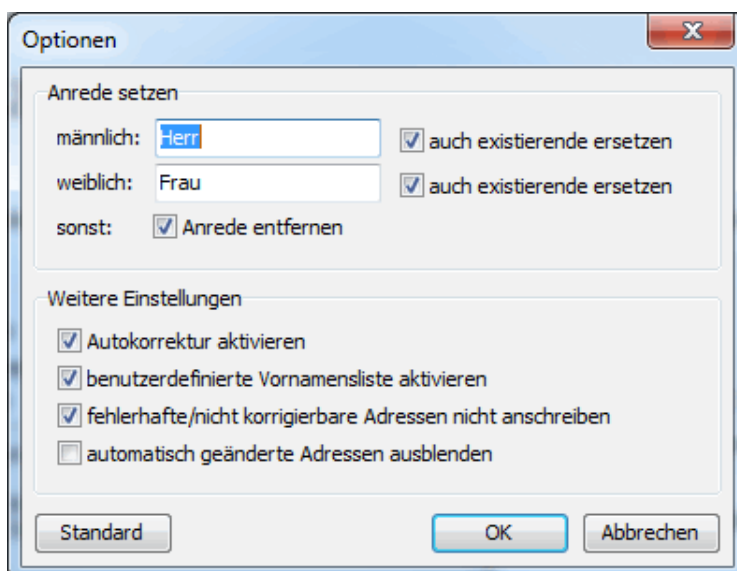 Optionen
Anrede setzen
männlich: Herr auch existierende ersetzen
weiblich: Frau auch existierende ersetzen
sonst: Anrede entfernen
Weitere Einstellungen
Autokorrektur aktivieren
benutzerdefinierte Vornamensliste aktivieren
fehlerhafte/nicht korrigierbare Adressen nicht anschreiben
automatisch geänderte Adressen ausblenden
Standard OK Abbrechen